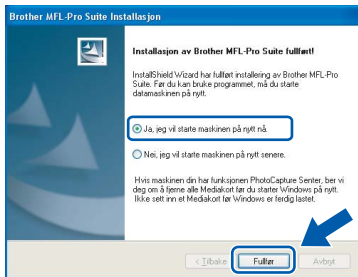 Brother MFL-Pro Suite Installasjon
Installasjon av Brother MFL-Pro Suite fullført!
InstallShield Wizard har fullført installering av Brother MFL-Pro
Suite. Før du kan bruke programmet, må du starte
datamaskinen på nytt.
Ja, jeg vil starte maskinen på nytt nå.
Nei, jeg vil starte maskinen på nytt senere.
Hvis maskinen din har funksjonen PhotoCapture Senter, ber vi
deg om å fjerne alle Mediakort før du starter Windows på nytt.
Ikke sett inn et Mediakort før Windows er ferdig lastet.
< Tilbake Fullfør Avbryt